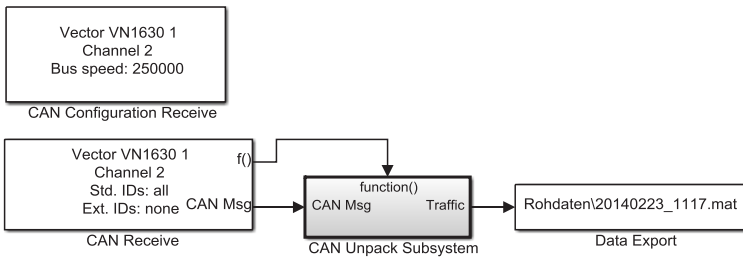 Vector VN1630 1
Channel 2
Bus speed: 250000
CAN Configuration Receive
Vector VN1630 1
Channel 2
Std. IDs: all
Ext. IDs: none
f()
CAN Msg
CAN Receive
function()
CAN Msg
Traffic
CAN Unpack Subsystem
Rohdaten\20140223_1117.mat
Data Export